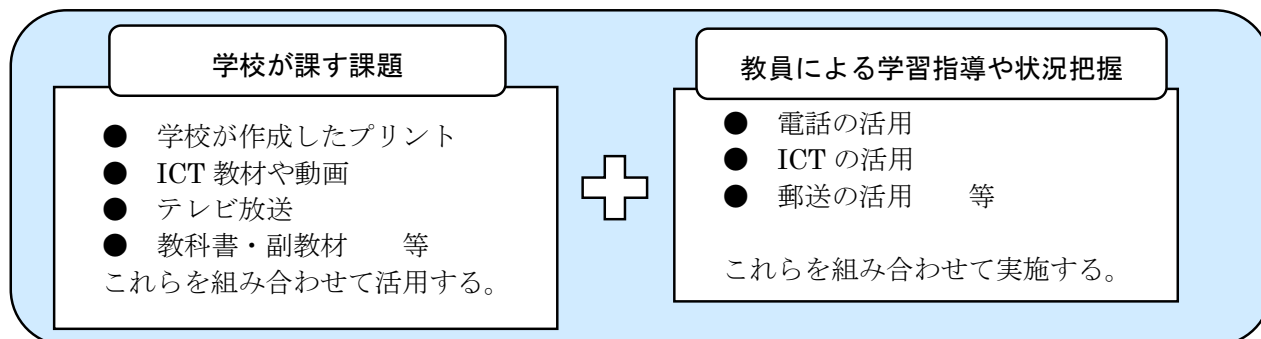 学校が課す課題
● 学校が作成したプリント
● ICT 教材や動画
● テレビ放送
● 教科書・副教材　　等
これらを組み合わせて活用する。
教員による学習指導や状況把握
● 電話の活用
● ICT の活用
● 郵送の活用　　等
これらを組み合わせて実施する。